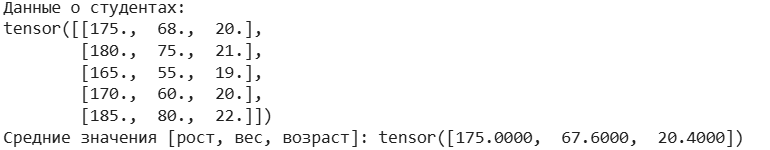 Данные о студентах:
tensor([[175.,  68.,  20.],
        [180.,  75.,  21.],
        [165.,  55.,  19.],
        [170.,  60.,  20.],
        [185.,  80.,  22.]])
Средние значения [рост, вес, возраст]: tensor([175.0000,  67.6000,  20.4000])